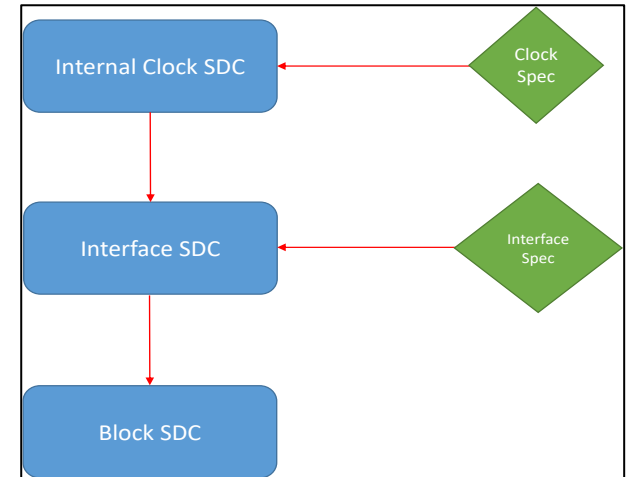 Internal Clock SDC
Clock
Spec
Interface SDC
Interface
Spec
Block SDC